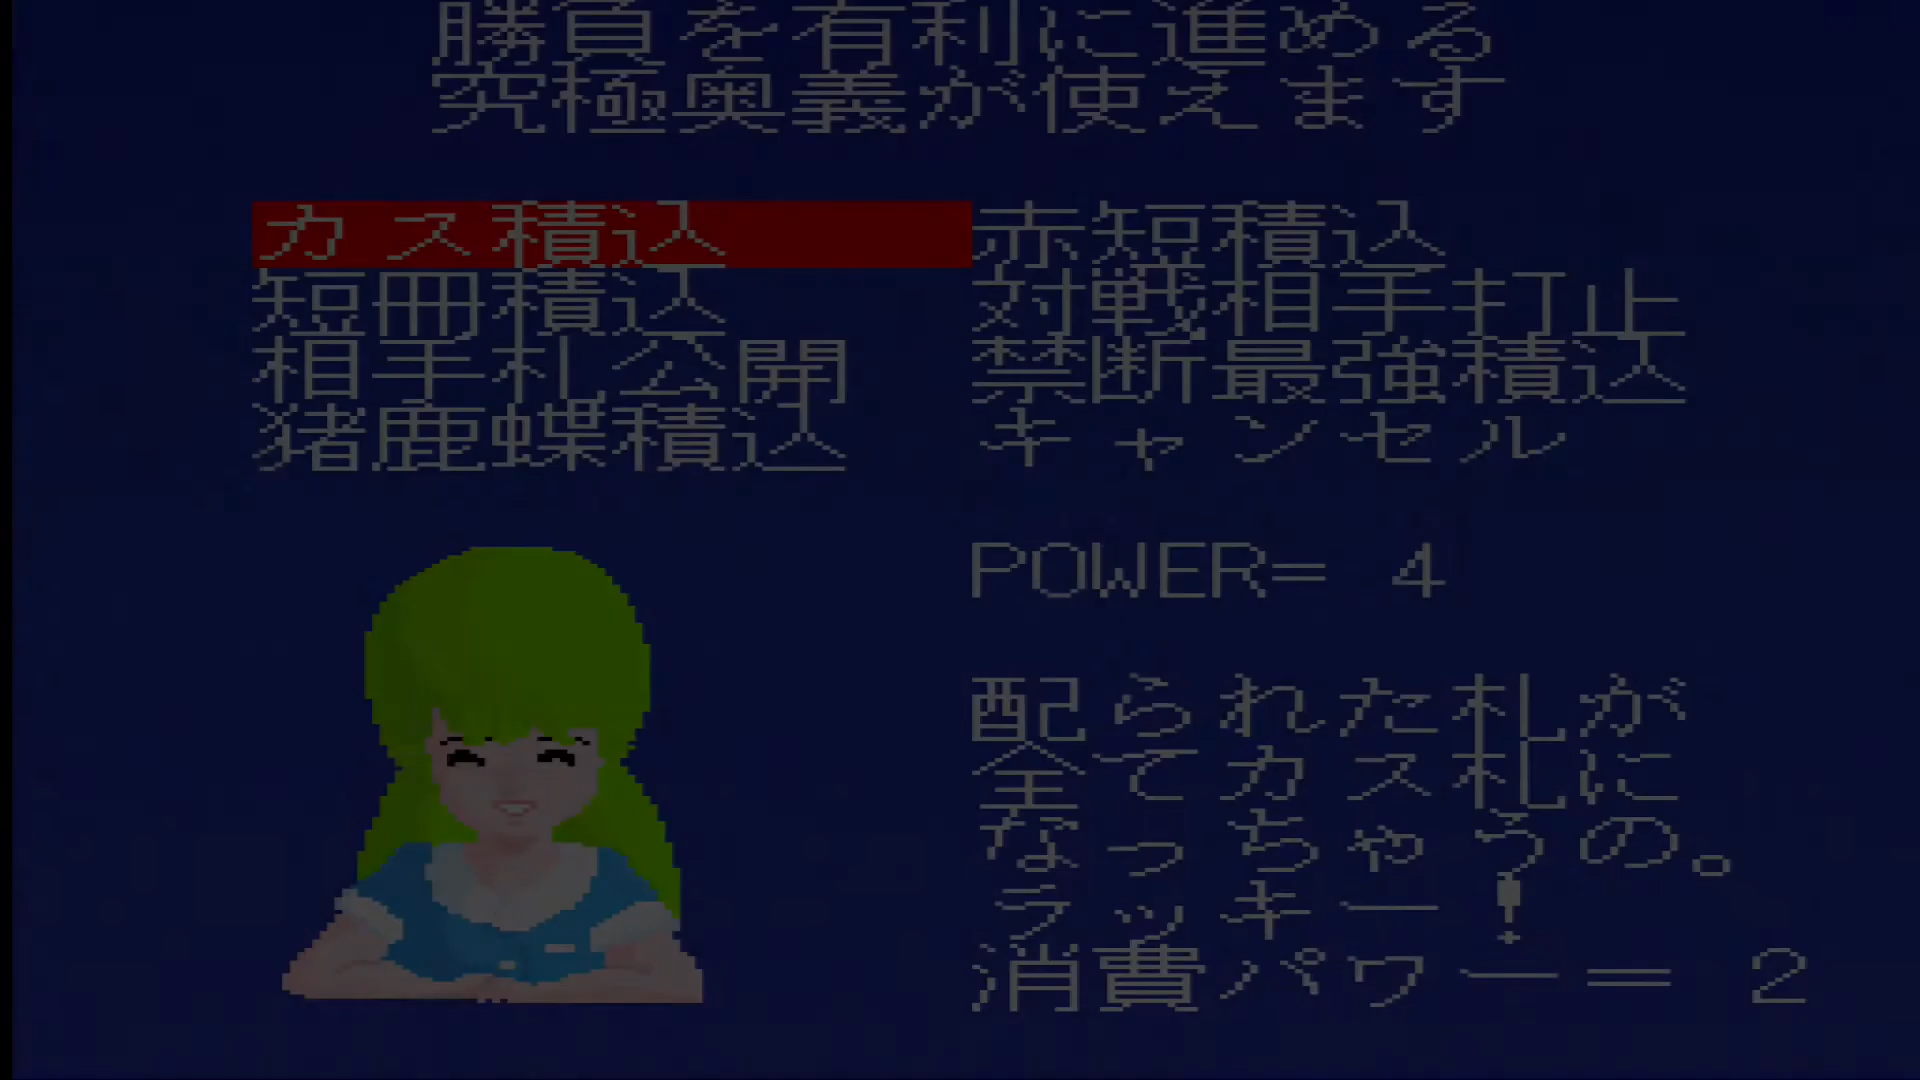 勝負を有利に進める
究極奥義が使えます
カス積込
赤短積込
短冊積込
対戦相手打止
相手札公開
禁断最強積込
猪鹿蝶積込
キャンセル
POWER= 4
配られた札が
全てカス札に
なっちゃうの。
ラッキー!
消費パワー= 2